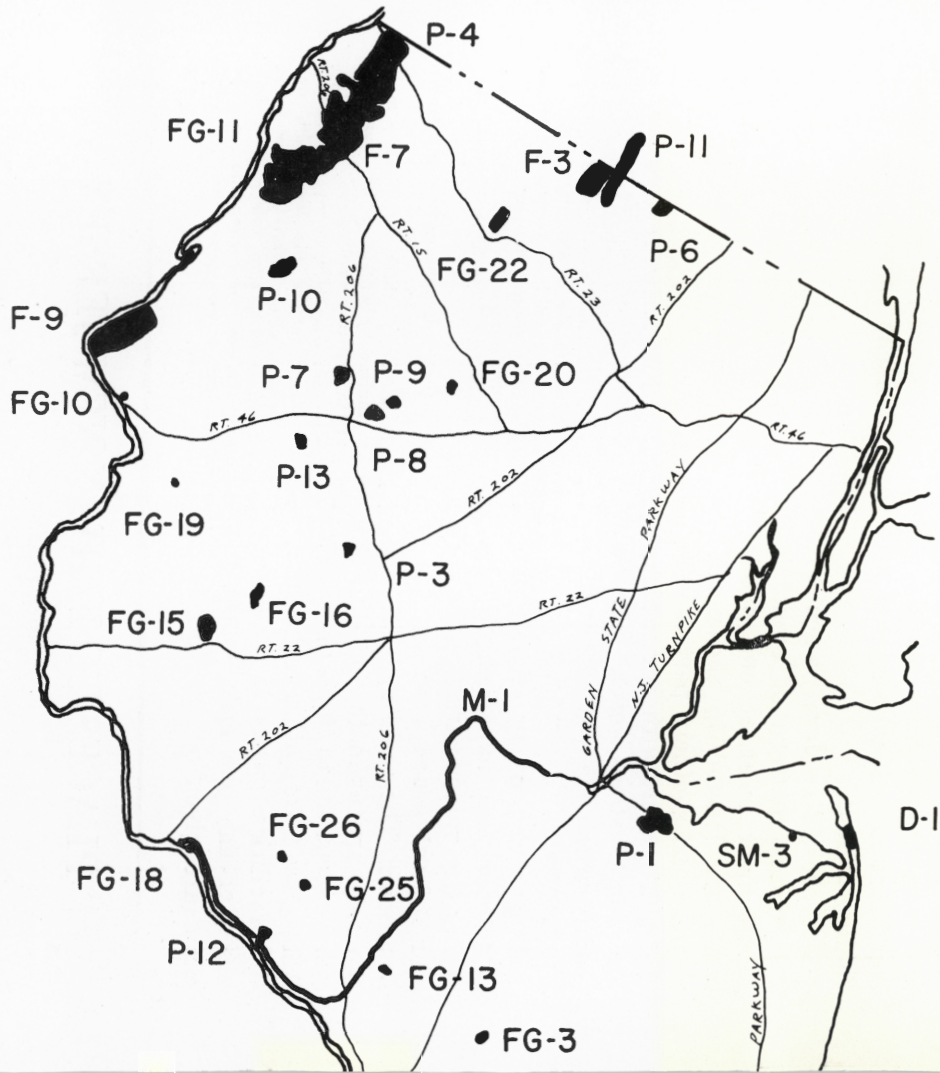 P-4
RT. 206
FG-11
F-7
F-3
P-11
P-6
RT. 15
FG-22
RT. 23
RT. 202
P-10
RT. 206
F-9
P-7
P-9
FG-20
FG-10
RT. 46
RT. 46
P-13
P-8
RT. 202
PARKWAY
FG-19
P-3
FG-16
FG-15
RT. 22
RT. 22
STATE
N.J. TURNPIKE
GARDEN
M-1
RT 202
RT. 206
D-1
P-1
SM-3
FG-26
FG-18
FG-25
P-12
FG-13
PARKWAY
FG-3